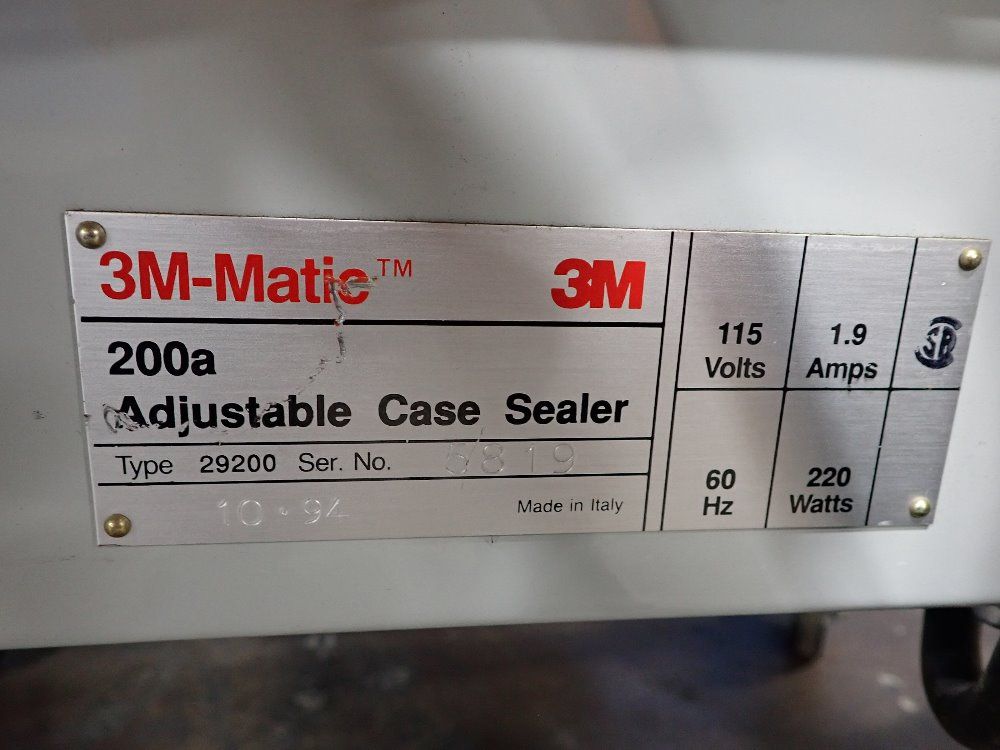 3M-Matic™ 3M
200a
Adjustable Case Sealer
Type 29200 Ser. No. 5819
10·94 Made in Italy
115 Volts
1.9 Amps
60 Hz
220 Watts